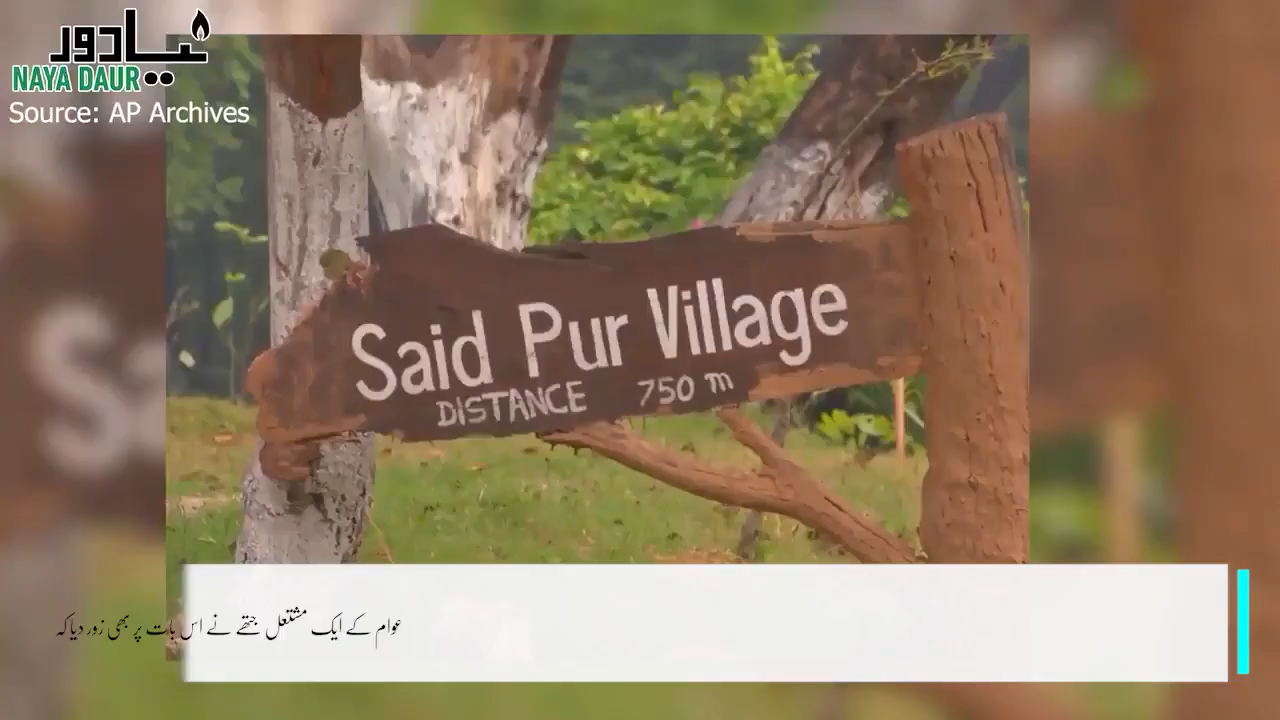 نیا دور
NAYA DAUR
Source: AP Archives
Said Pur Village
DISTANCE 750 m
عوام کے ایک مشتعل جتھے نے اس بات پر بھی زور دیا کہ